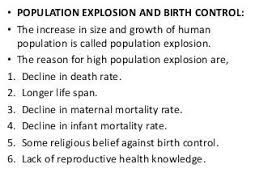 • POPULATION EXPLOSION AND BIRTH CONTROL:
• The increase in size and growth of human
population is called population explosion.
• The reason for high population explosion are,
1. Decline in death rate.
2. Longer life span.
3. Decline in maternal mortality rate.
4. Decline in infant mortality rate.
5. Some religious belief against birth control.
6. Lack of reproductive health knowledge.